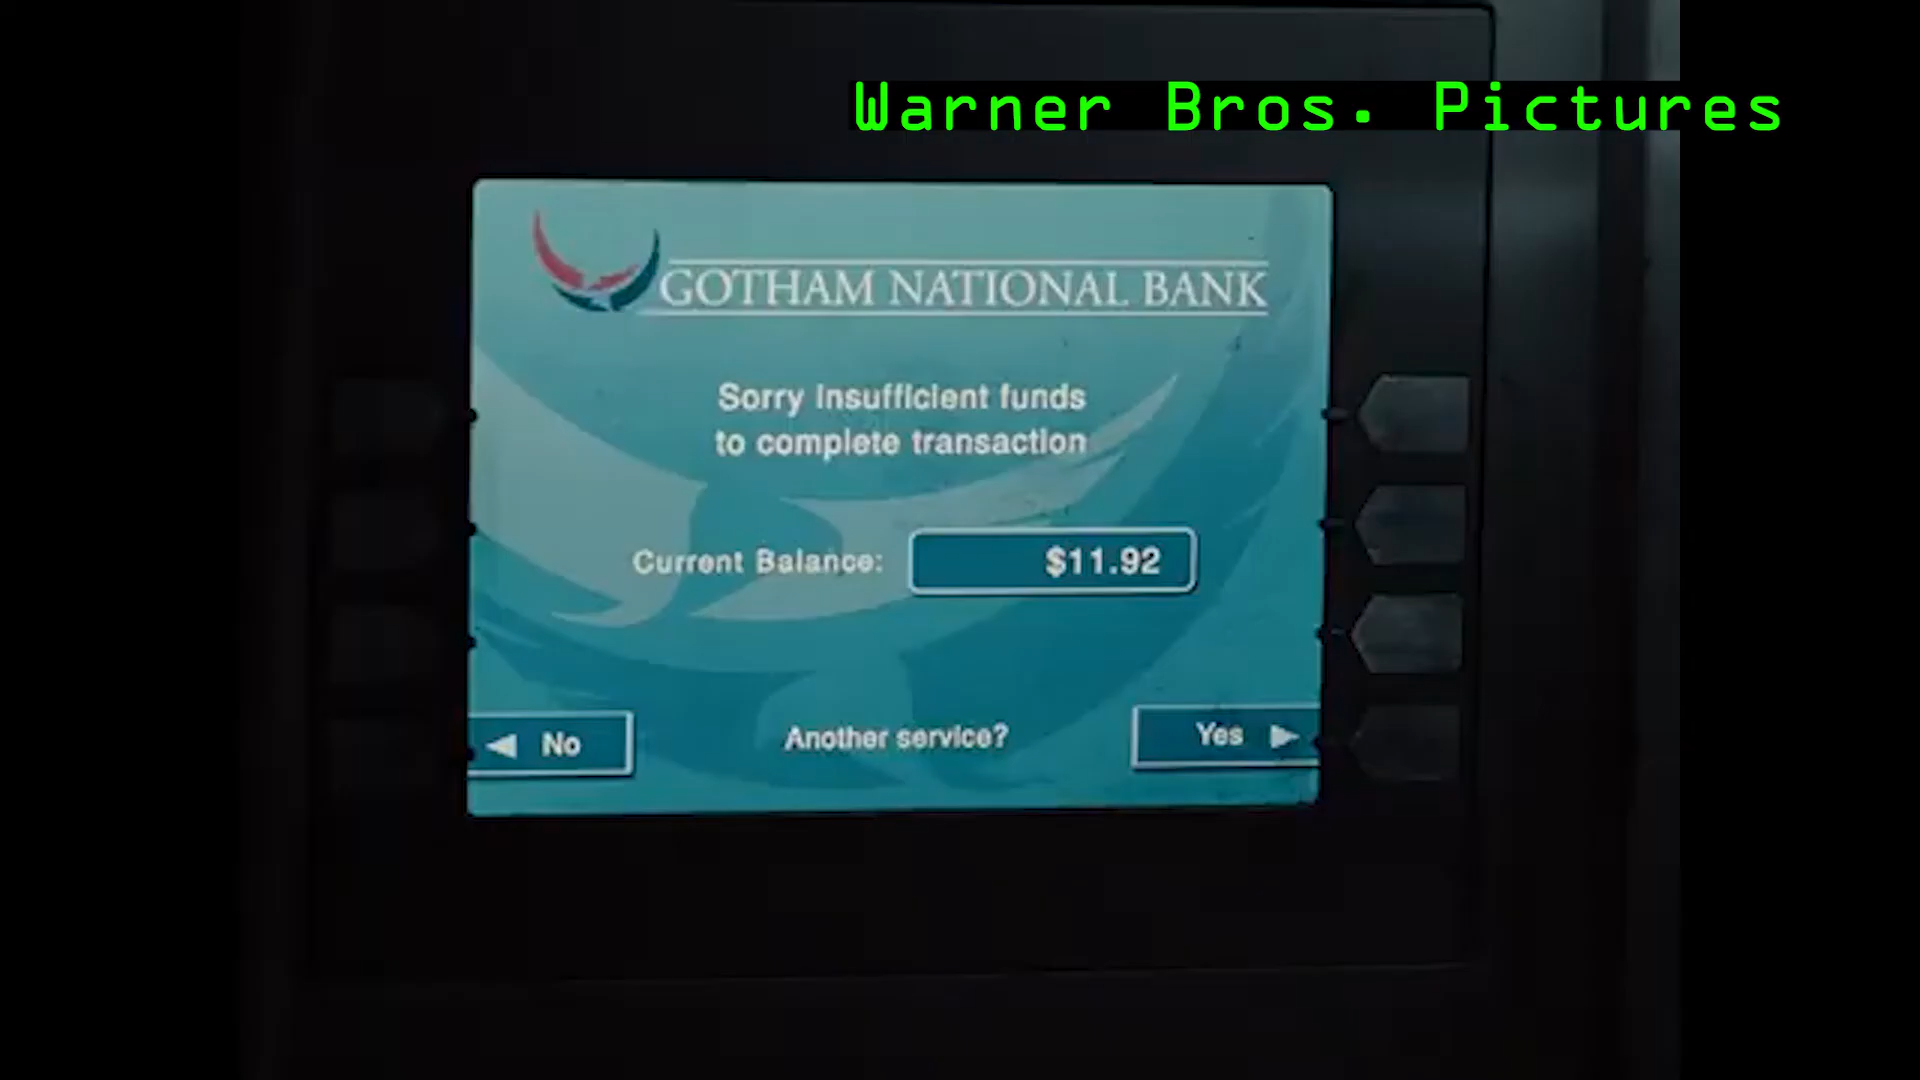 Warner Bros. Pictures
GOTHAM NATIONAL BANK
Sorry insufficient funds
to complete transaction
Current Balance: $11.92
No
Another service?
Yes